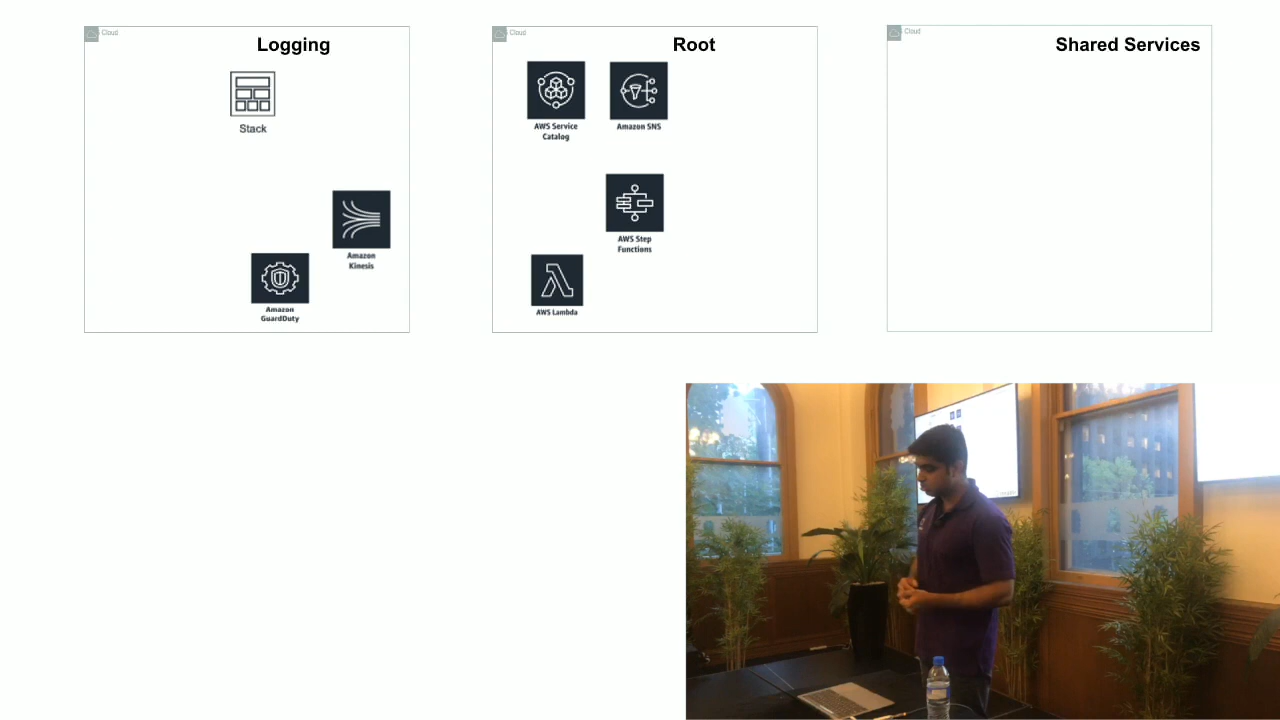 Cloud
Logging
Stack
Amazon
Kinesis
Amazon
GuardDuty
Cloud
Root
AWS Service
Catalog
Amazon SNS
AWS Step
Functions
AWS Lambda
Cloud
Shared Services